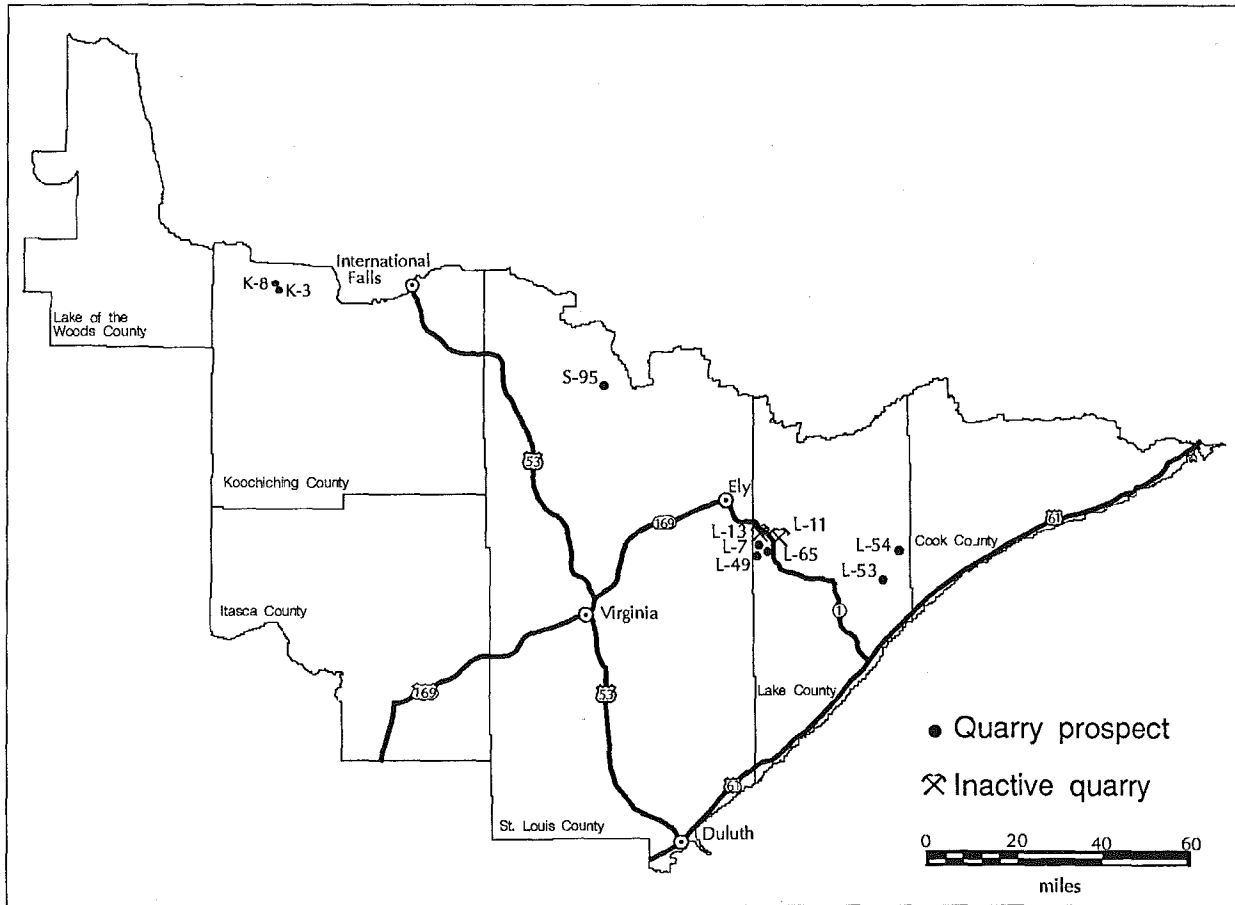 International
Falls
K-8
K-3
Lake of the
Woods County
S-95
53
Koochiching County
Ely
169
L-13
L-11
L-7
L-65
L-49
61
L-54
Cook County
L-53
Itasca County
Virginia
1
169
53
Lake County
61
St. Louis County
Duluth
Quarry prospect
Inactive quarry
0 20 40 60
miles